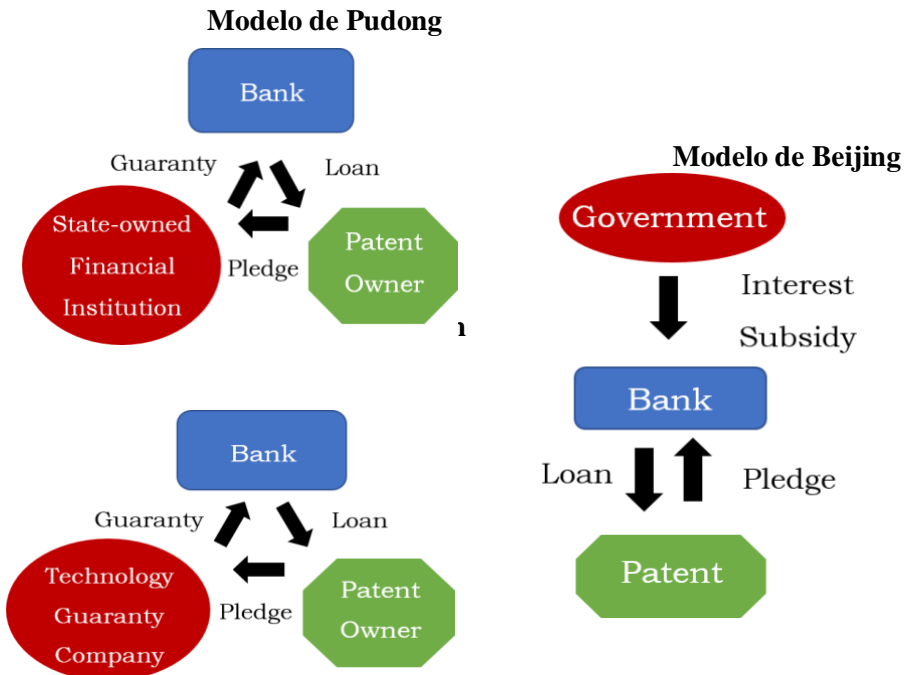 Modelo de Pudong
Bank
Guaranty
Loan
State-owned
Financial
Institution
Pledge
Patent
Owner
Modelo de Beijing
Government
Interest
Subsidy
Bank
Loan
Pledge
Patent
Bank
Guaranty
Loan
Technology
Guaranty
Company
Pledge
Patent
Owner